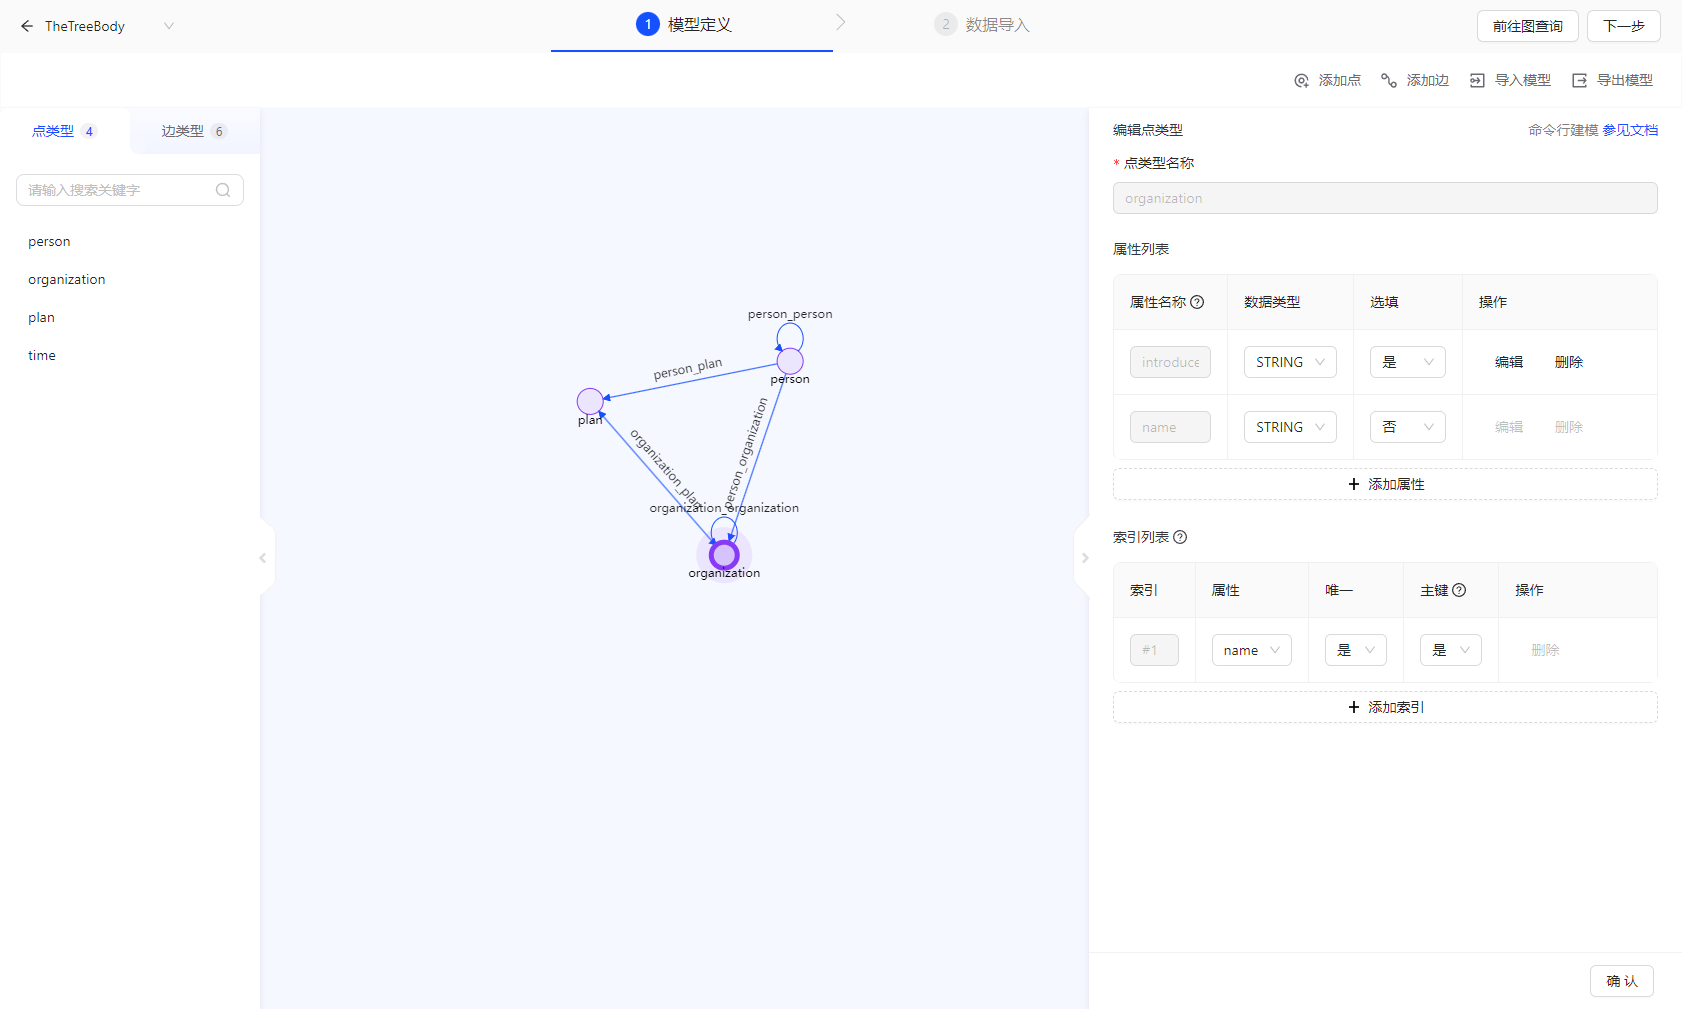 TheTreeBody
1 模型定义
2 数据导入
前往图查询
下一步
添加点
添加边
导入模型
导出模型
点类型 4
边类型 6
请输入搜索关键字
person
organization
plan
time
person_person
person
person_plan
plan
person_organization
organization_plan
organization_organization
organization
编辑点类型
命令行建模 参见文档
* 点类型名称
organization
属性列表
属性名称 数据类型 选填 操作
introduce STRING 是 编辑 删除
name STRING 否 编辑 删除
+ 添加属性
索引列表
索引 属性 唯一 主键 操作
#1 name 是 是 删除
+ 添加索引
确 认